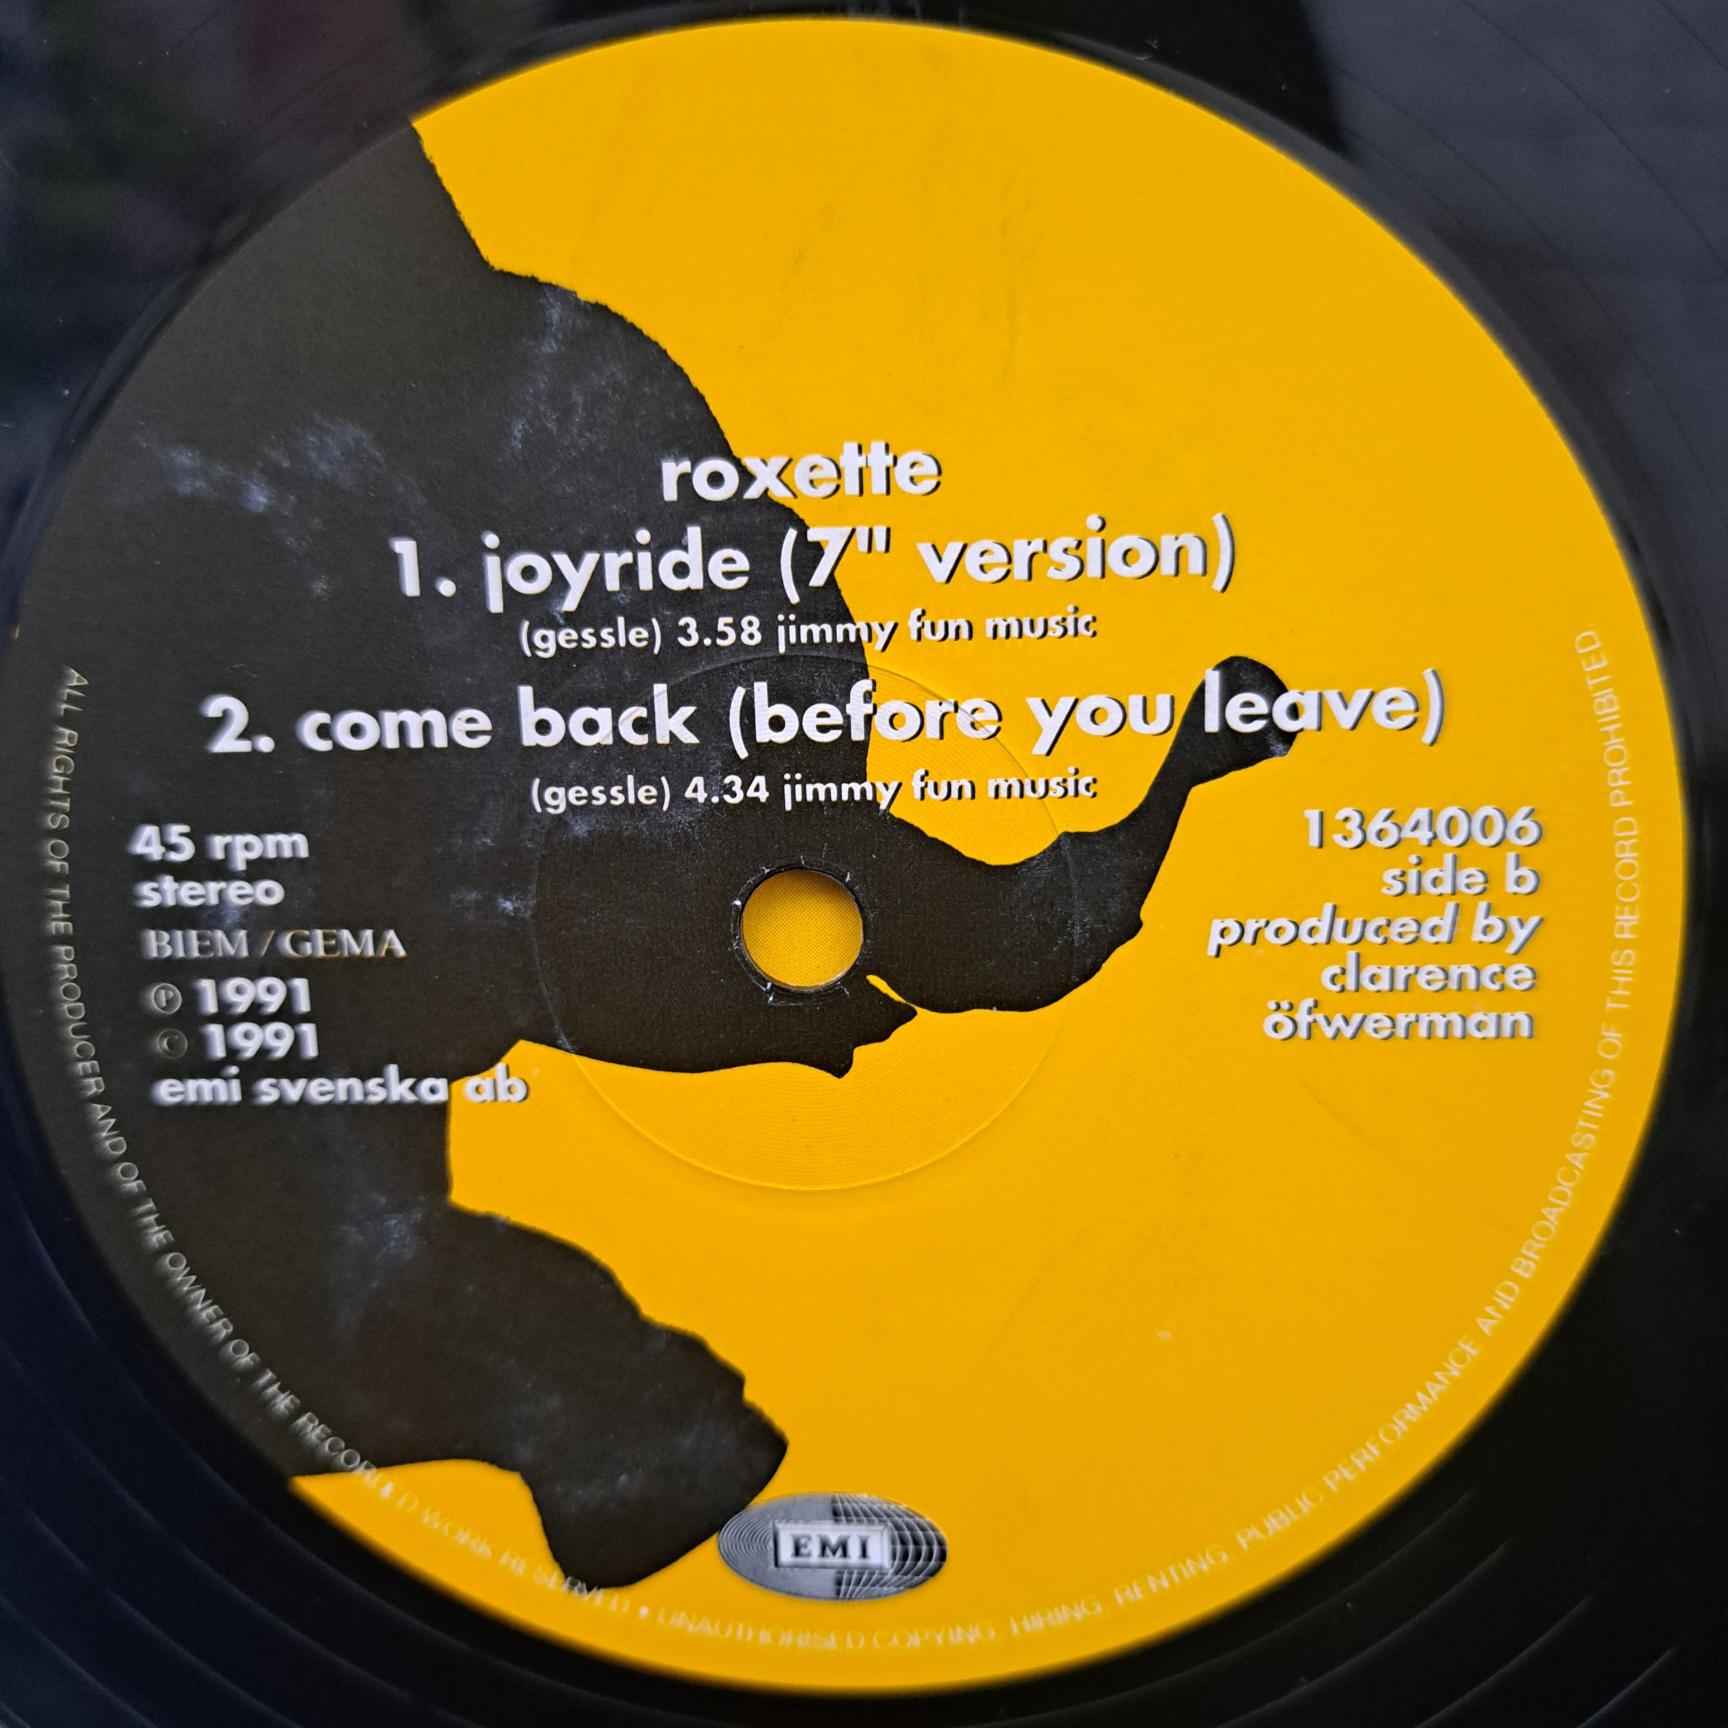 roxette
1. joyride (7" version)
(gessle) 3.58 jimmy fun music
2. come back (before you leave)
(gessle) 4.34 jimmy fun music
45 rpm
stereo
BIEM / GEMA
℗ 1991
© 1991
emi svenska ab
1364006
side b
produced by
clarence
öfwerman
EMI
ALL RIGHTS OF THE PRODUCER AND OF THE OWNER OF THE RECORDED WORK RESERVED • UNAUTHORISED COPYING, HIRING, RENTING, PUBLIC PERFORMANCE AND BROADCASTING OF THIS RECORD PROHIBITED.